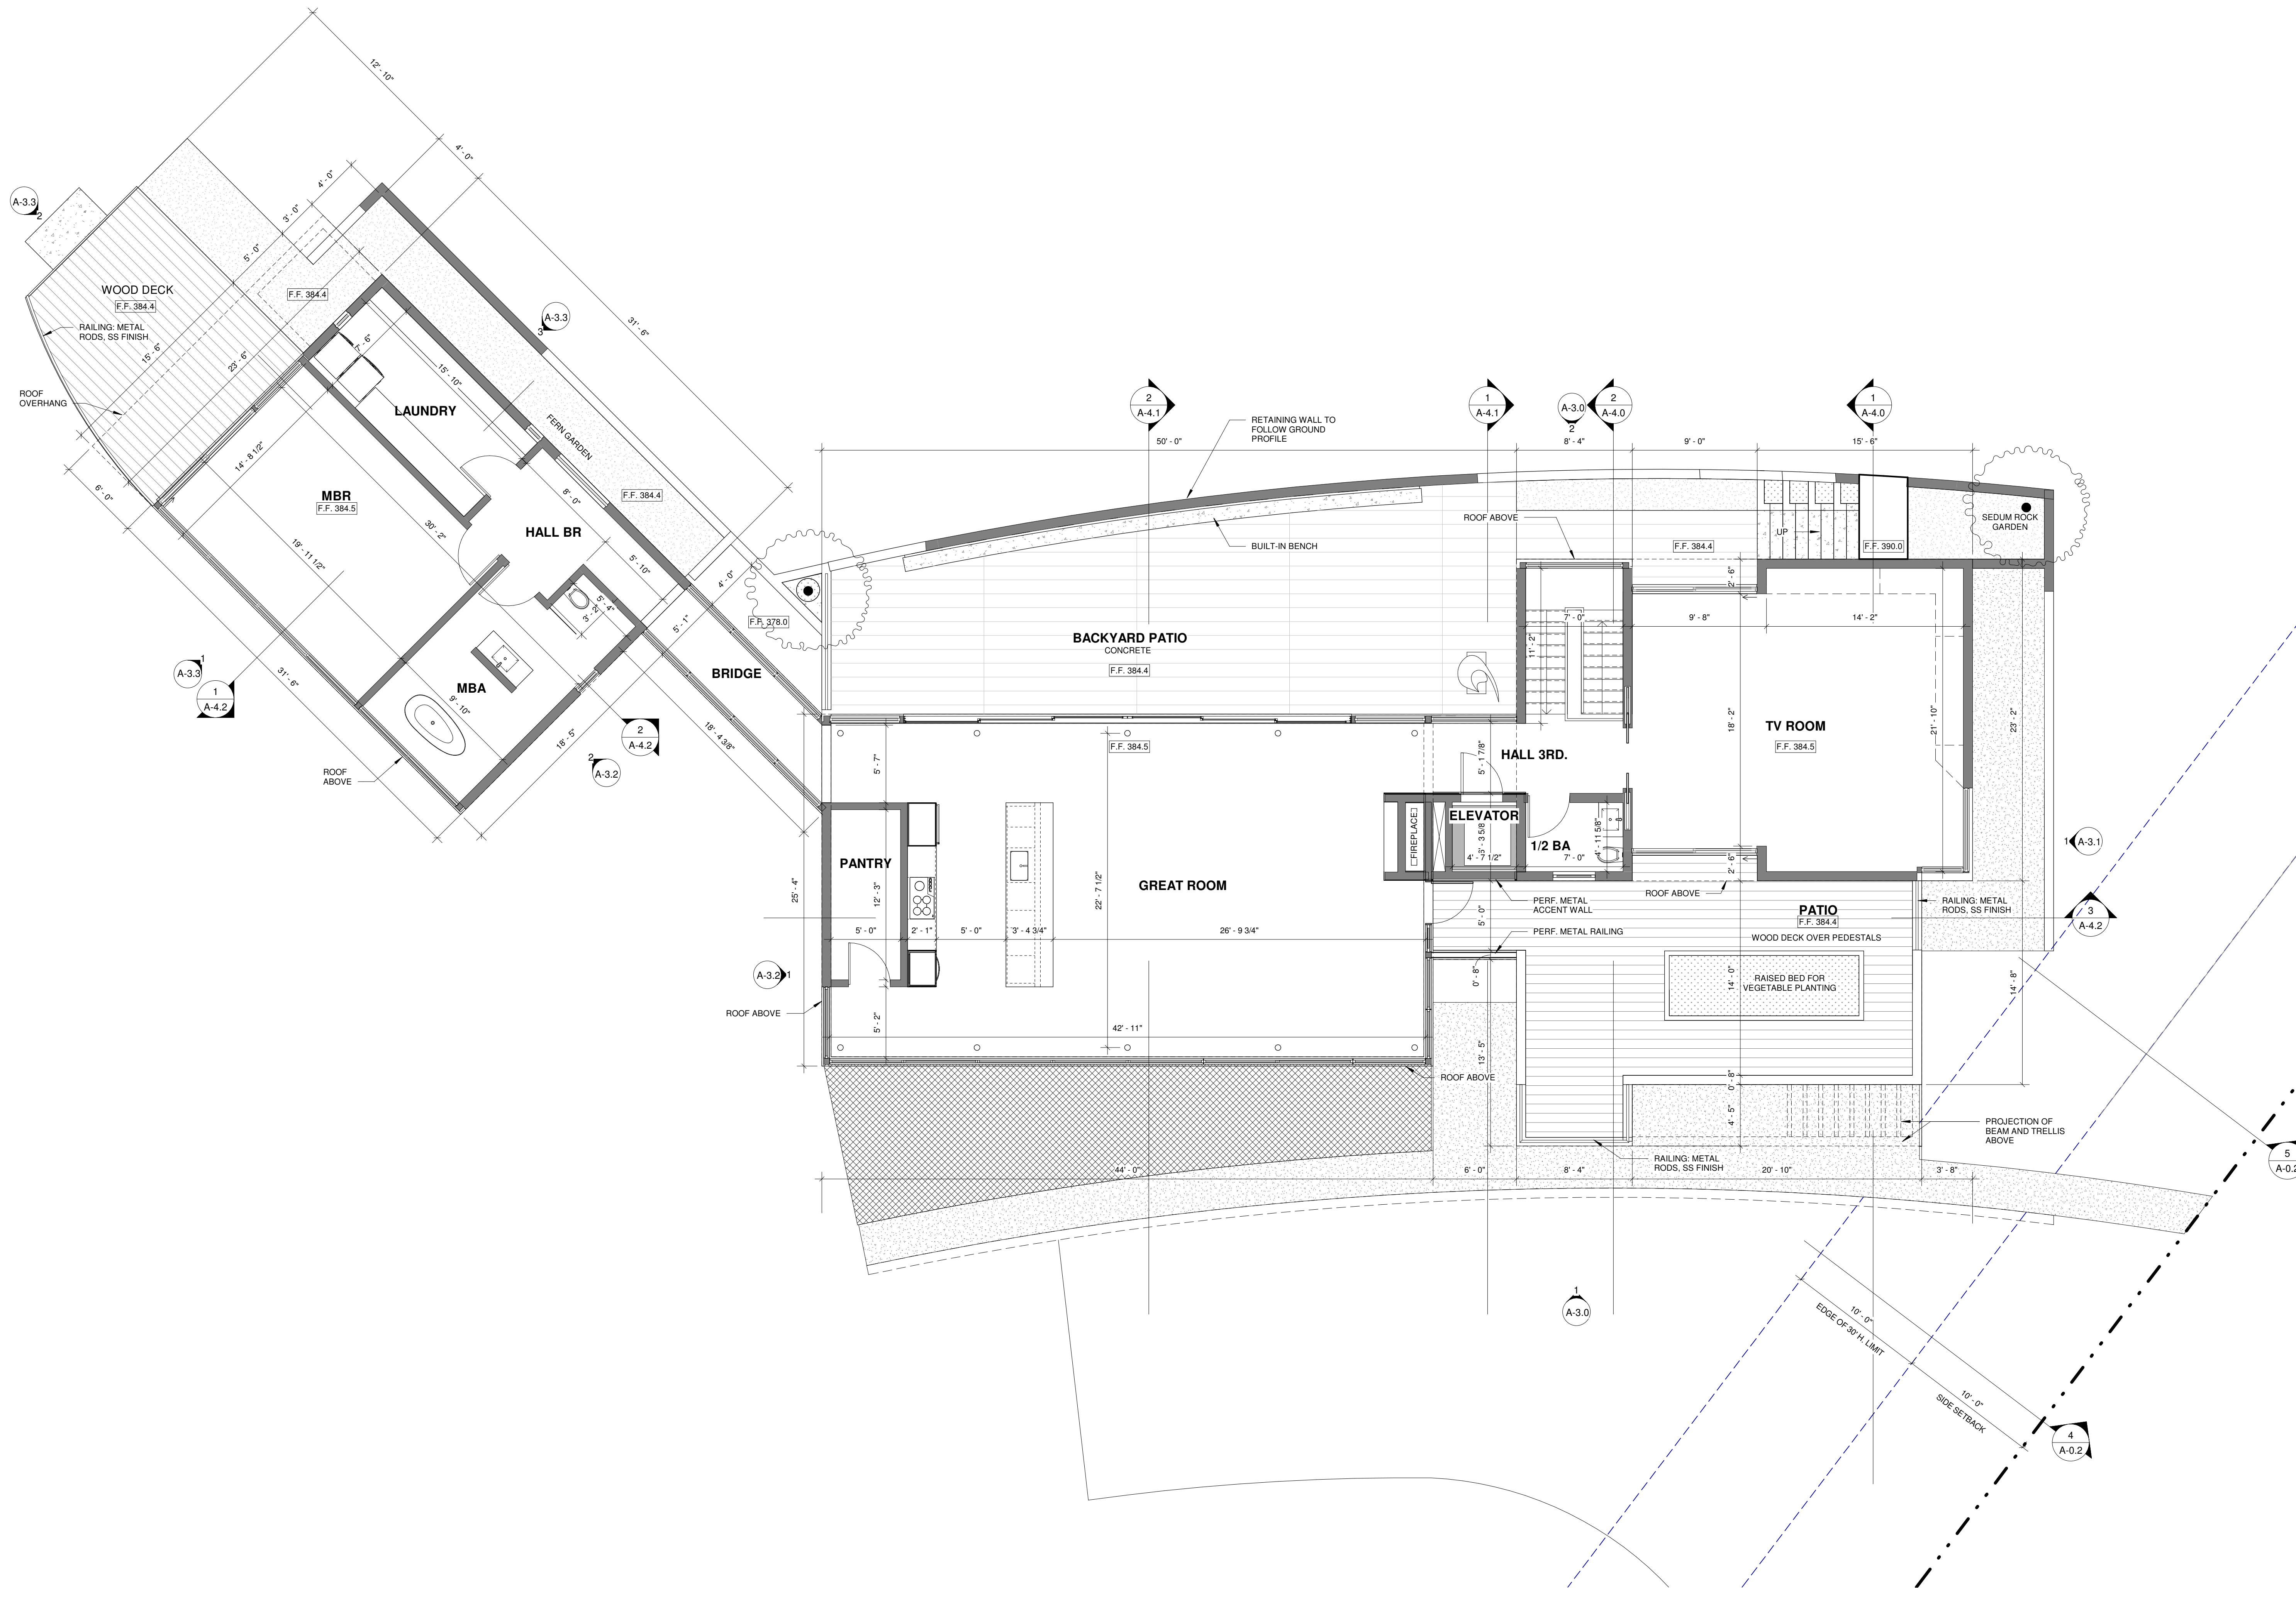 12' - 10"
4' - 0"
4' - 0"
3' - 0"
5' - 0"
A-3.3
2
WOOD DECK
F.F. 384.4
F.F. 384.4
RAILING: METAL
RODS, SS FINISH
15' - 6"
23' - 6"
7' - 6"
A-3.3
3
31' - 6"
ROOF
OVERHANG
15' - 10"
LAUNDRY
FERN GARDEN
14' - 8 1/2"
6' - 0"
MBR
F.F. 384.5
8' - 0"
F.F. 384.4
30' - 2"
HALL BR
19' - 11 1/2"
5' - 10"
4' - 0"
5' - 4"
3' - 2"
5' - 1"
F.F. 378.0
A-3.3
1
1
A-4.2
31' - 6"
MBA
9' - 10"
BRIDGE
18' - 5"
18' - 4 3/8"
2
A-4.2
2
A-3.2
ROOF
ABOVE
2
A-4.1
1
A-4.1
A-3.0
2
2
A-4.0
1
A-4.0
RETAINING WALL TO
FOLLOW GROUND
PROFILE
50' - 0"
8' - 4"
9' - 0"
15' - 6"
ROOF ABOVE
BUILT-IN BENCH
UP
F.F. 384.4
F.F. 390.0
SEDUM ROCK
GARDEN
2' - 6"
BACKYARD PATIO
CONCRETE
F.F. 384.4
7' - 0"
11' - 2"
9' - 8"
14' - 2"
18' - 2"
TV ROOM
F.F. 384.5
21' - 10"
23' - 2"
F.F. 384.5
5' - 7"
HALL 3RD.
5' - 1 7/8"
ELEVATOR
FIREPLACE
4' - 7 1/2"
1/2 BA
7' - 0"
4' - 11 5/8"
PANTRY
12' - 3"
25' - 4"
GREAT ROOM
22' - 7 1/2"
5' - 0"
2' - 1"
5' - 0"
3' - 4 3/4"
26' - 9 3/4"
2' - 6"
ROOF ABOVE
PERF. METAL
ACCENT WALL
PERF. METAL RAILING
5' - 0"
PATIO
F.F. 384.4
WOOD DECK OVER PEDESTALS
RAILING: METAL
RODS, SS FINISH
1
A-3.1
3
A-4.2
A-3.2
1
ROOF ABOVE
5' - 2"
42' - 11"
0' - 8"
RAISED BED FOR
VEGETABLE PLANTING
14' - 0"
14' - 8"
13' - 5"
ROOF ABOVE
0' - 8"
4' - 5"
PROJECTION OF
BEAM AND TRELLIS
ABOVE
RAILING: METAL
RODS, SS FINISH
44' - 0"
6' - 0"
8' - 4"
20' - 10"
3' - 8"
5
A-0.2
1
A-3.0
10' - 0"
EDGE OF 30' H. LIMIT
10' - 0"
SIDE SETBACK
4
A-0.2